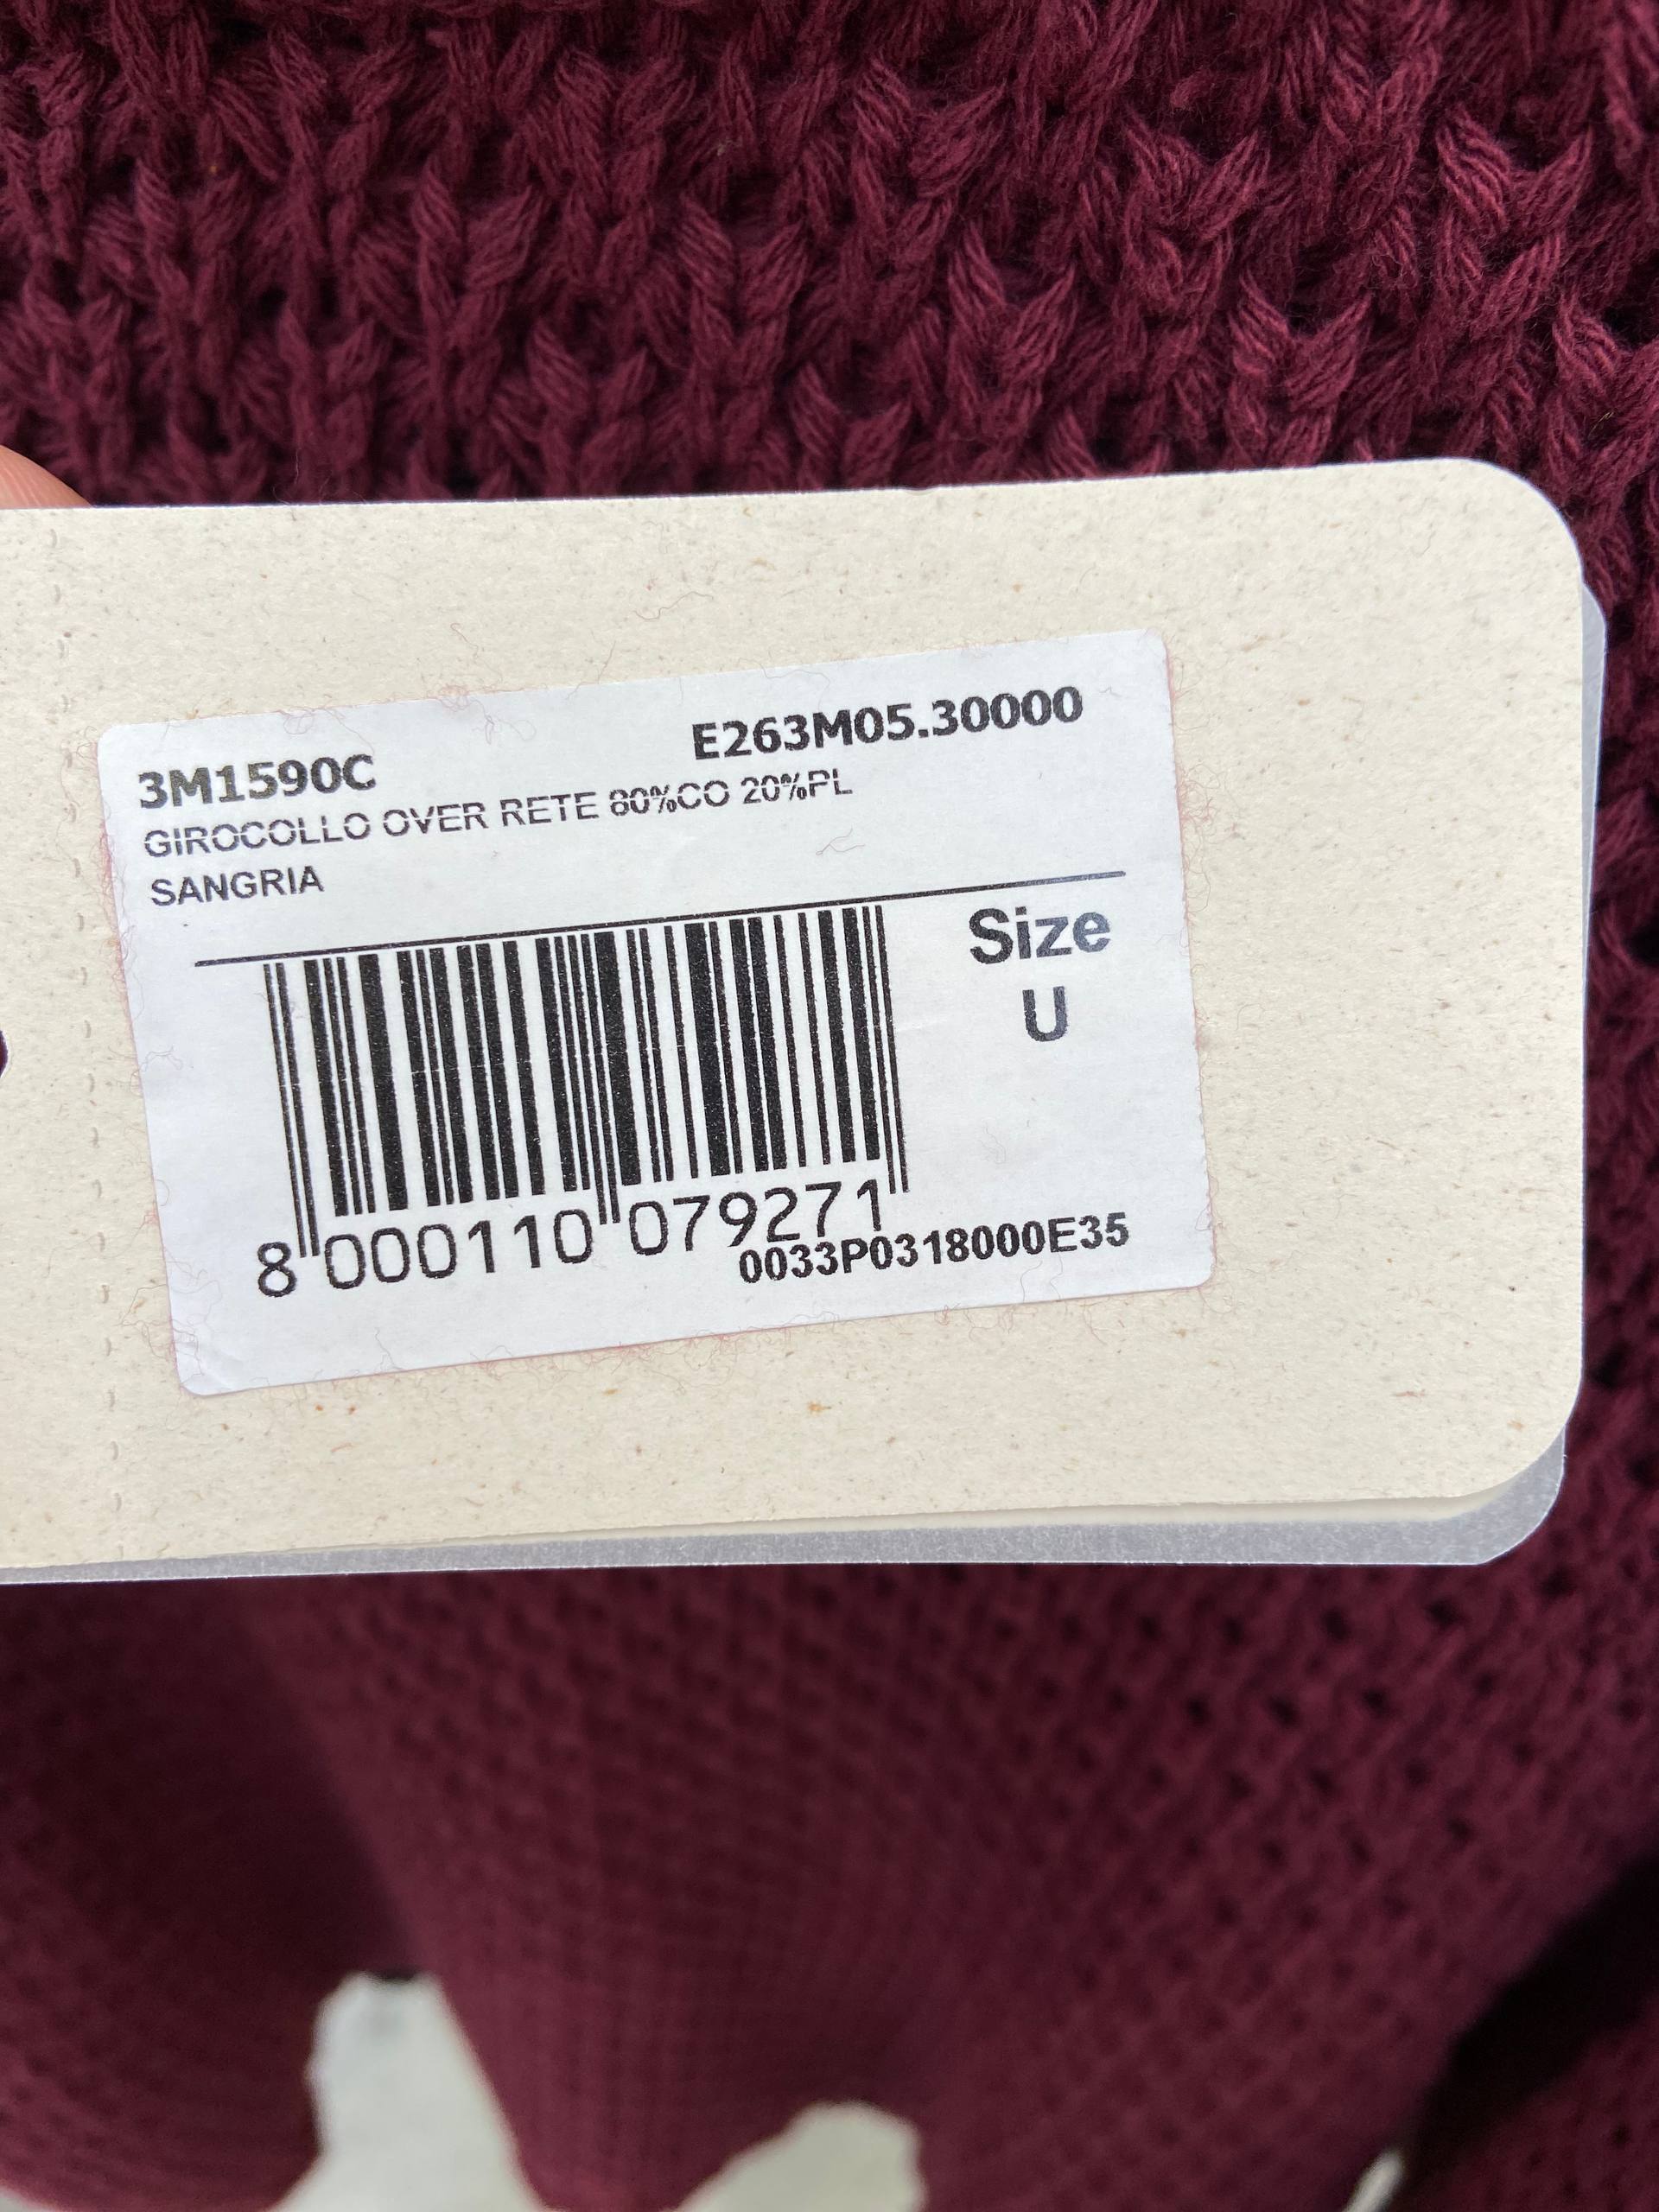 3M1590C E263M05.30000
GIROCOLLO OVER RETE 80%CO 20%PL
SANGRIA
Size
U
8 000110 079271
0033P0318000E35